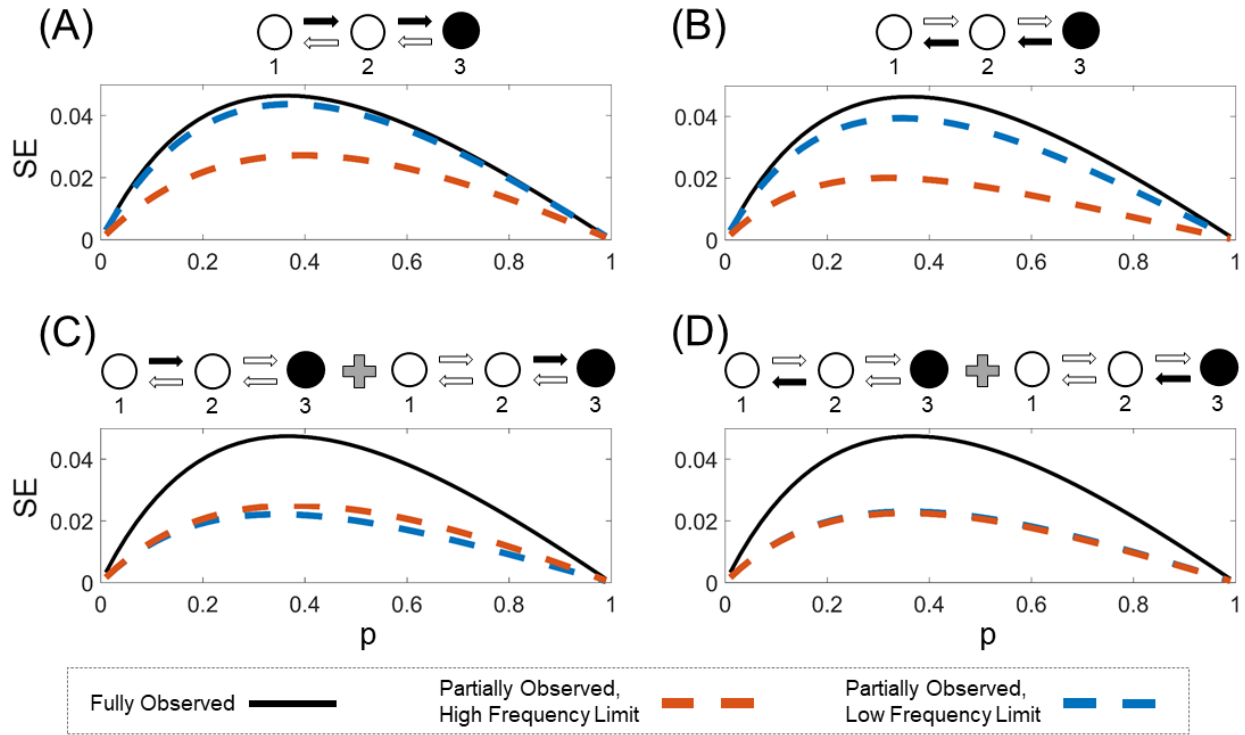 (A)
1 2 3
SE
0.04
0.02
0
0 0.2 0.4 0.6 0.8 1
(B)
1 2 3
0.04
0.02
0
0 0.2 0.4 0.6 0.8 1
(C)
1 2 3 1 2 3
SE
0.04
0.02
0
0 0.2 0.4 0.6 0.8 1
p
(D)
1 2 3 1 2 3
0.04
0.02
0
0 0.2 0.4 0.6 0.8 1
p
Fully Observed
Partially Observed,
High Frequency Limit
Partially Observed,
Low Frequency Limit